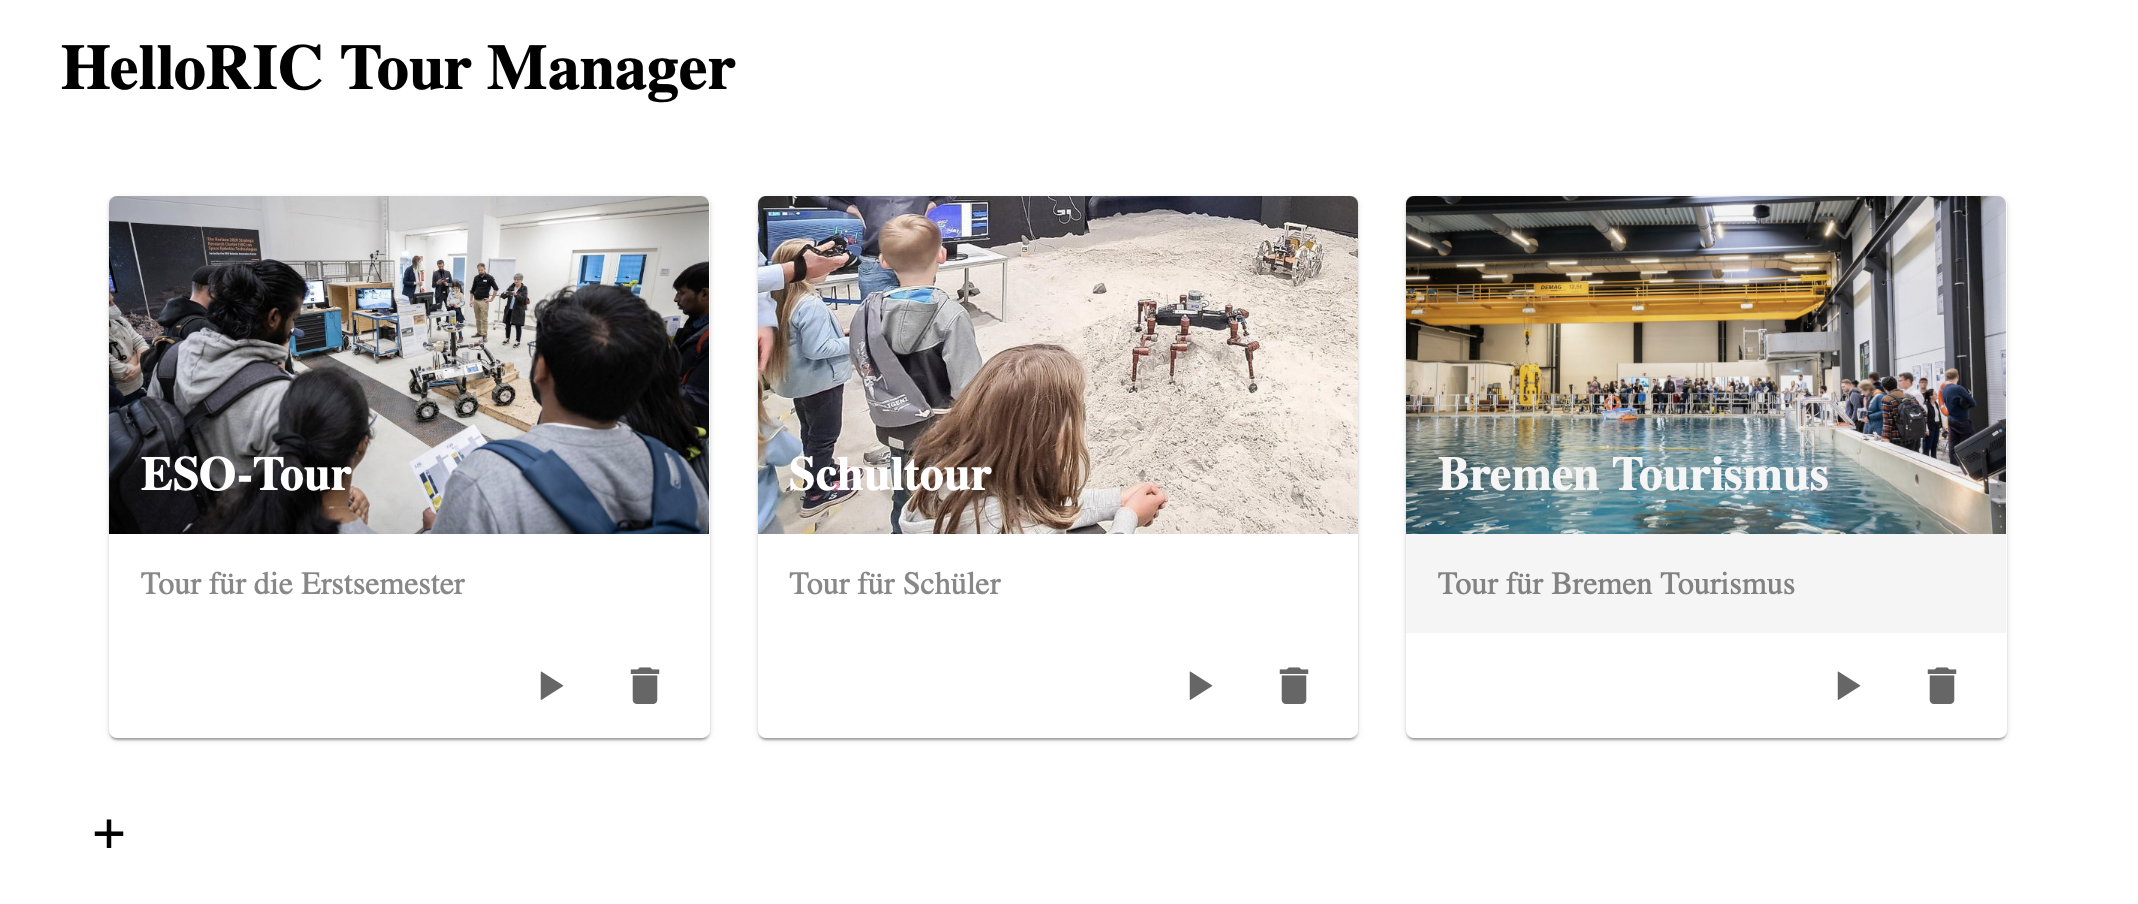 HelloRIC Tour Manager
ESO-Tour
Tour für die Erstsemester
Schultour
Tour für Schüler
DEMAG
Bremen Tourismus
Tour für Bremen Tourismus